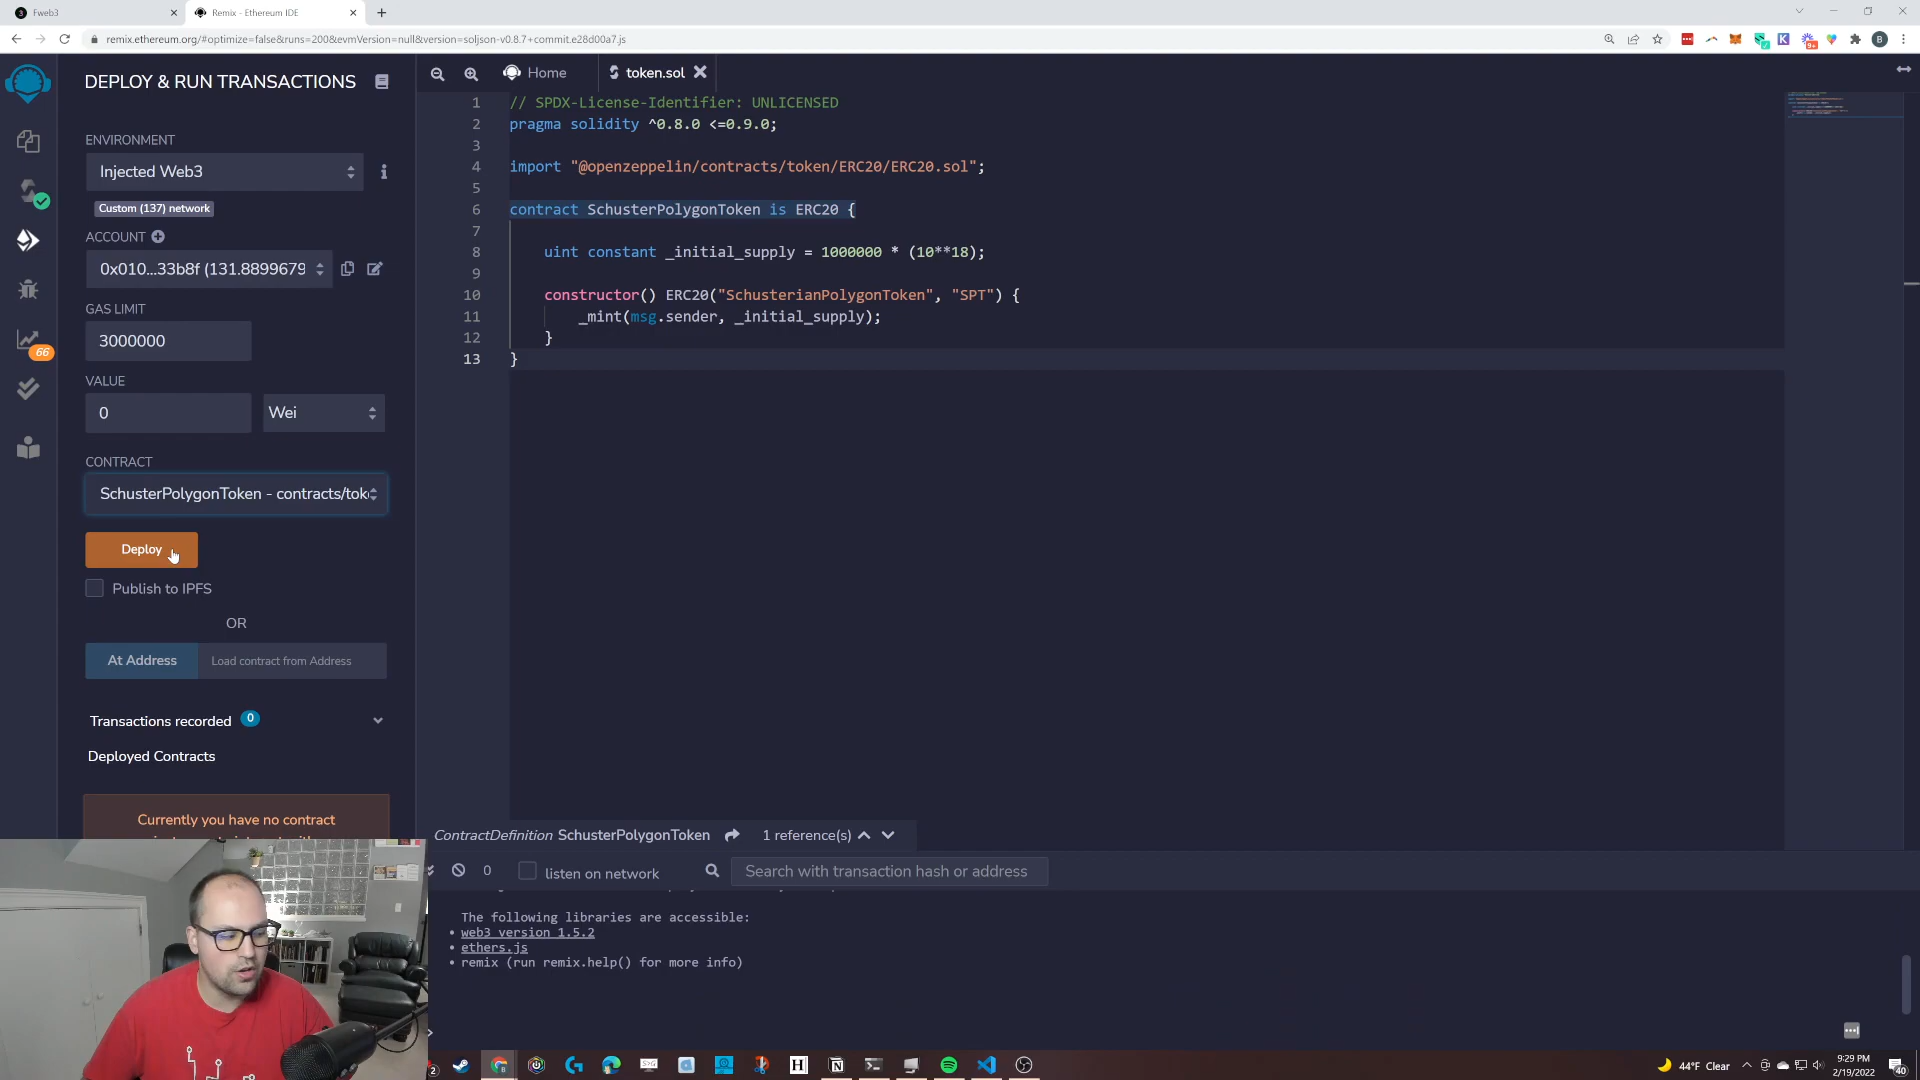 Fweb3
Remix - Ethereum IDE
remix.ethereum.org/#optimize=false&runs=200&evmVersion=null&version=soljson-v0.8.7+commit.e28d00a7.js
9+
B
DEPLOY & RUN TRANSACTIONS
Home
token.sol
ENVIRONMENT
Injected Web3
Custom (137) network
ACCOUNT
0x010...33b8f (131.8899679
GAS LIMIT
3000000
66
VALUE
0
Wei
CONTRACT
SchusterPolygonToken - contracts/tok
Deploy
Publish to IPFS
OR
At Address
Load contract from Address
Transactions recorded 0
Deployed Contracts
Currently you have no contract
1 // SPDX-License-Identifier: UNLICENSED
2 pragma solidity ^0.8.0 <=0.9.0;
3
4 import "@openzeppelin/contracts/token/ERC20/ERC20.sol";
5
6 contract SchusterPolygonToken is ERC20 {
7
8 uint constant _initial_supply = 1000000 * (10**18);
9
10 constructor() ERC20("SchusterianPolygonToken", "SPT") {
11 _mint(msg.sender, _initial_supply);
12 }
13 }
ContractDefinition SchusterPolygonToken 1 reference(s)
0 listen on network
Search with transaction hash or address
The following libraries are accessible:
• web3 version 1.5.2
• ethers.js
• remix (run remix.help() for more info)
>
2
44°F Clear
9:29 PM
2/19/2022
40